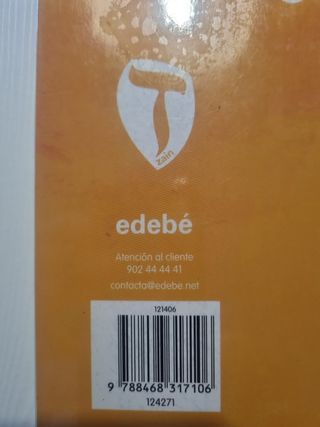 zain
edebé
Atención al cliente
902 44 44 41
contacta@edebe.net
121406
9 788468 317106
124271